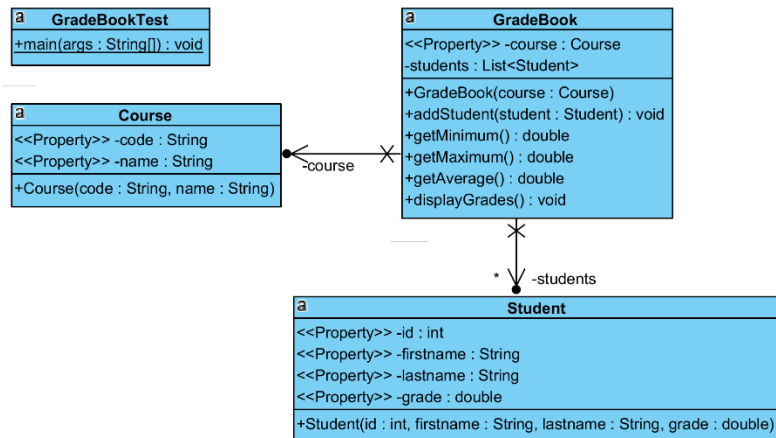 a GradeBookTest
+main(args : String[]) : void
a GradeBook
<<Property>> -course : Course
-students : List<Student>
+GradeBook(course : Course)
+addStudent(student : Student) : void
+getMinimum() : double
+getMaximum() : double
+getAverage() : double
+displayGrades() : void
a Course
<<Property>> -code : String
<<Property>> -name : String
+Course(code : String, name : String)
-course
* -students
a Student
<<Property>> -id : int
<<Property>> -firstname : String
<<Property>> -lastname : String
<<Property>> -grade : double
+Student(id : int, firstname : String, lastname : String, grade : double)